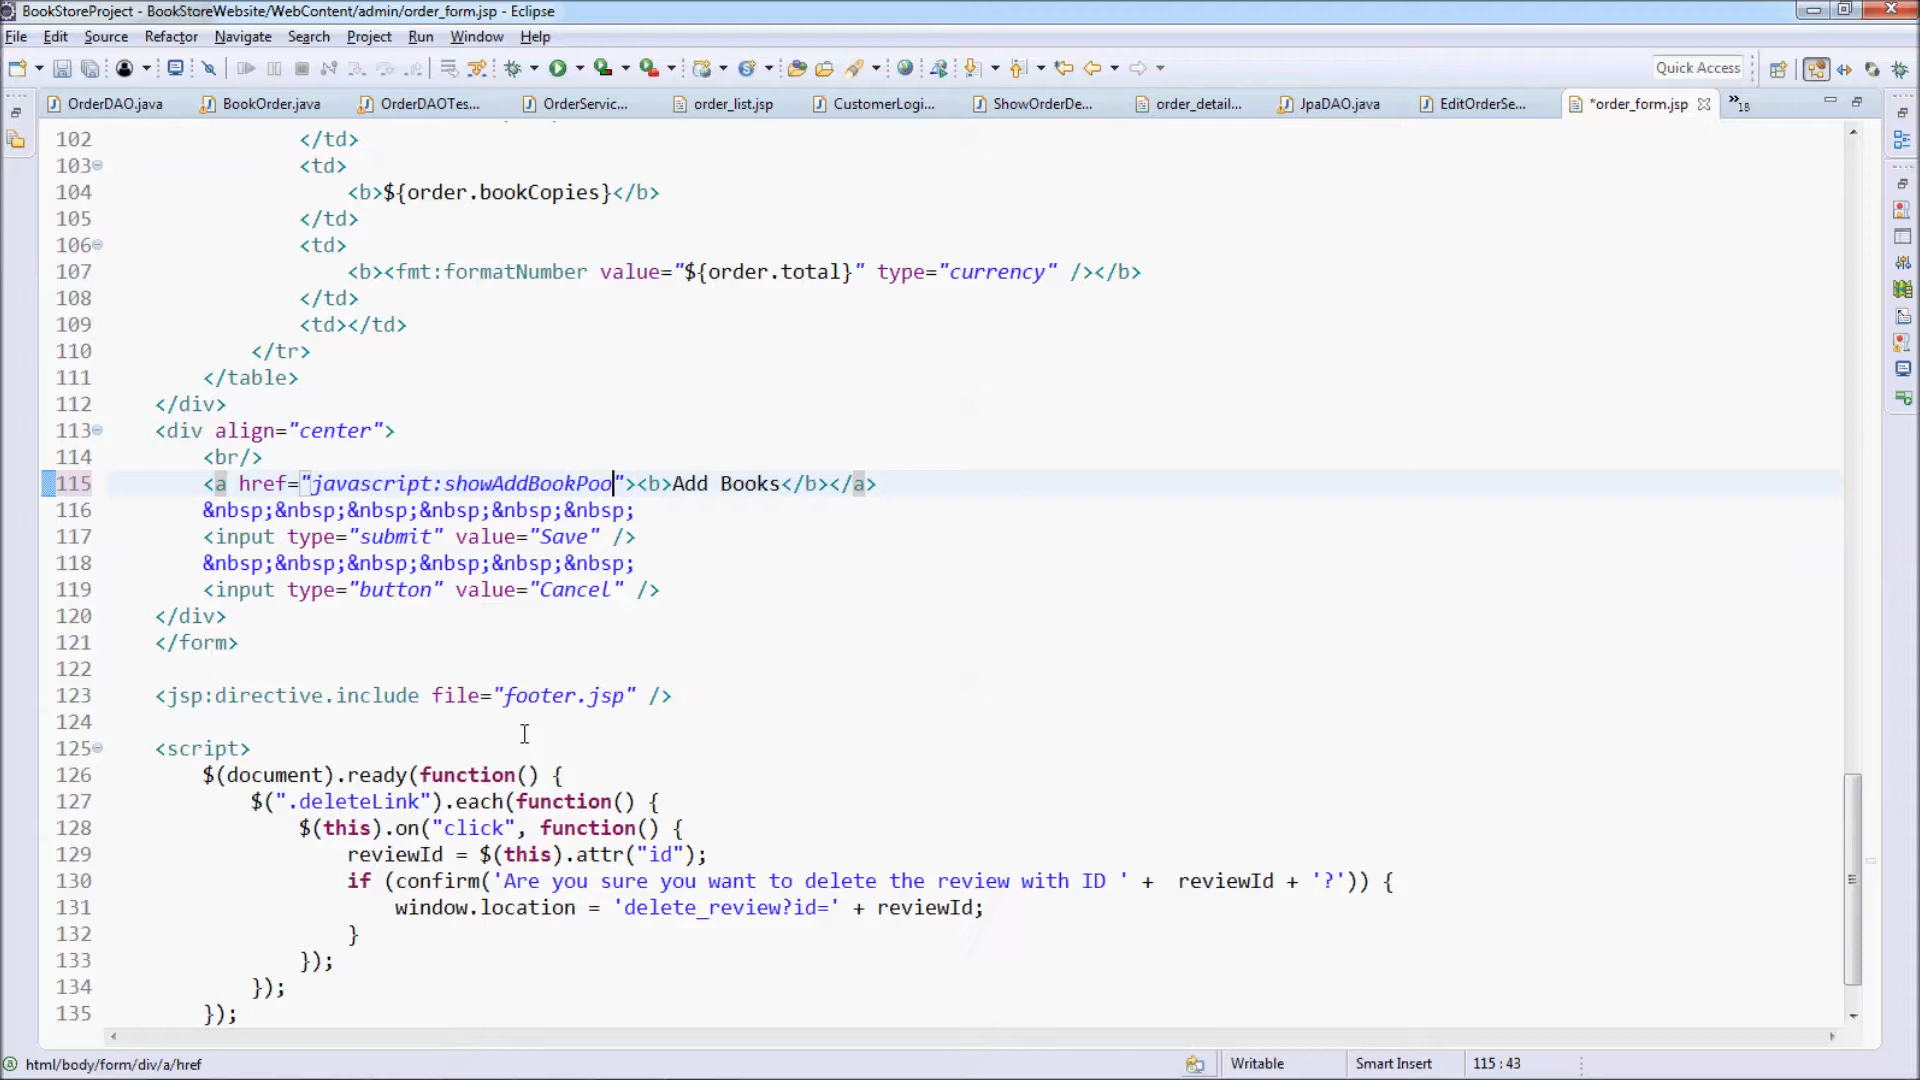 BookStoreProject - BookStoreWebsite/WebContent/admin/order_form.jsp - Eclipse
File Edit Source Refactor Navigate Search Project Run Window Help
Quick Access
OrderDAO.java BookOrder.java OrderDAOTes... OrderServic... order_list.jsp CustomerLogi... ShowOrderDe... order_detail... JpaDAO.java EditOrderSe... *order_form.jsp »18
102 </td>
103 <td>
104 <b>${order.bookCopies}</b>
105 </td>
106 <td>
107 <b><fmt:formatNumber value="${order.total}" type="currency" /></b>
108 </td>
109 <td></td>
110 </tr>
111 </table>
112 </div>
113 <div align="center">
114 <br/>
115 <a href="javascript:showAddBookPoo"><b>Add Books</b></a>
116 &nbsp;&nbsp;&nbsp;&nbsp;&nbsp;&nbsp;
117 <input type="submit" value="Save" />
118 &nbsp;&nbsp;&nbsp;&nbsp;&nbsp;&nbsp;
119 <input type="button" value="Cancel" />
120 </div>
121 </form>
122
123 <jsp:directive.include file="footer.jsp" />
124
125 <script>
126 $(document).ready(function() {
127 $(".deleteLink").each(function() {
128 $(this).on("click", function() {
129 reviewId = $(this).attr("id");
130 if (confirm('Are you sure you want to delete the review with ID ' +  reviewId + '?')) {
131 window.location = 'delete_review?id=' + reviewId;
132 }
133 });
134 });
135 });
html/body/form/div/a/href Writable Smart Insert 115 : 43